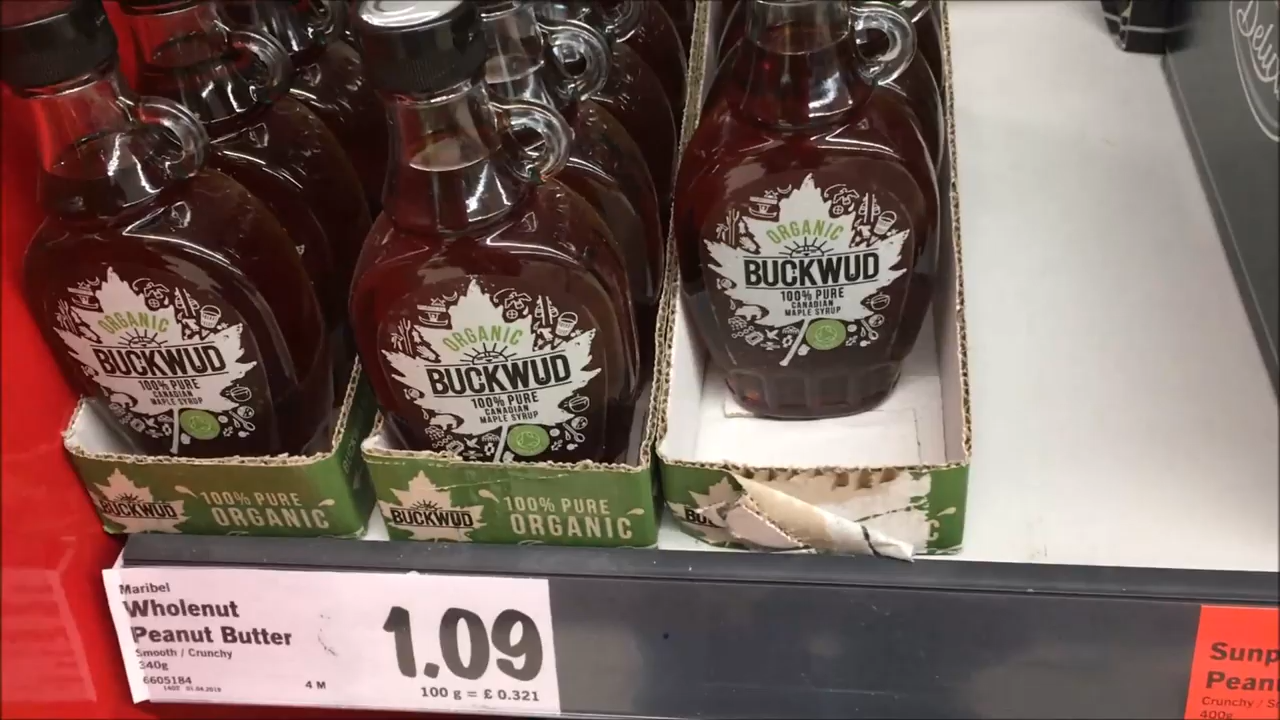 ORGANIC
BUCKWUD
100% PURE
CANADIAN
MAPLE SYRUP
ORGANIC
BUCKWUD
100% PURE
CANADIAN
MAPLE SYRUP
ORGANIC
BUCKWUD
100% PURE
CANADIAN
MAPLE SYRUP
BUCKWUD
100% PURE
ORGANIC
BUCKWUD
100% PURE
ORGANIC
Maribel
Wholenut
Peanut Butter
Smooth / Crunchy
340g
6605184
4 M
1.09
100 g = £ 0.321
Sunp
Pean
Crunchy / S
400g